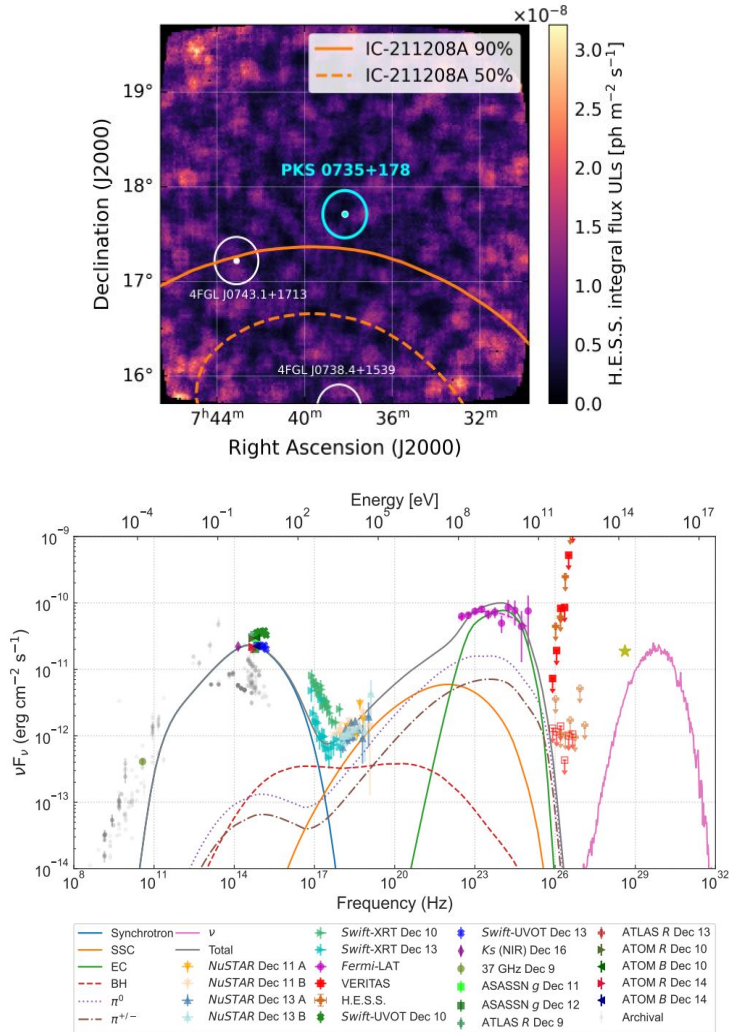 ×10⁻⁸
IC-211208A 90%
IC-211208A 50%
19°
18°
17°
16°
PKS 0735+178
4FGL J0743.1+1713
4FGL J0738.4+1539
7ʰ44ᵐ 40ᵐ 36ᵐ 32ᵐ
Right Ascension (J2000)
Declination (J2000)
3.0
2.5
2.0
1.5
1.0
0.5
0.0
H.E.S.S. integral flux ULs [ph m⁻² s⁻¹]
Energy [eV]
10⁻⁴ 10⁻¹ 10² 10⁵ 10⁸ 10¹¹ 10¹⁴ 10¹⁷
10⁻⁹
10⁻¹⁰
10⁻¹¹
10⁻¹²
10⁻¹³
10⁻¹⁴
νFν (erg cm⁻² s⁻¹)
10⁸ 10¹¹ 10¹⁴ 10¹⁷ 10²⁰ 10²³ 10²⁶ 10²⁹ 10³²
Frequency (Hz)
Synchrotron
SSC
EC
BH
π⁰
π⁺/⁻
ν
Total
NuSTAR Dec 11 A
NuSTAR Dec 11 B
NuSTAR Dec 13 A
NuSTAR Dec 13 B
Swift-XRT Dec 10
Swift-XRT Dec 13
Fermi-LAT
VERITAS
H.E.S.S.
Swift-UVOT Dec 10
Swift-UVOT Dec 13
Ks (NIR) Dec 16
37 GHz Dec 9
ASASSN g Dec 11
ASASSN g Dec 12
ATLAS R Dec 9
ATLAS R Dec 13
ATOM R Dec 10
ATOM B Dec 10
ATOM R Dec 14
ATOM B Dec 14
Archival